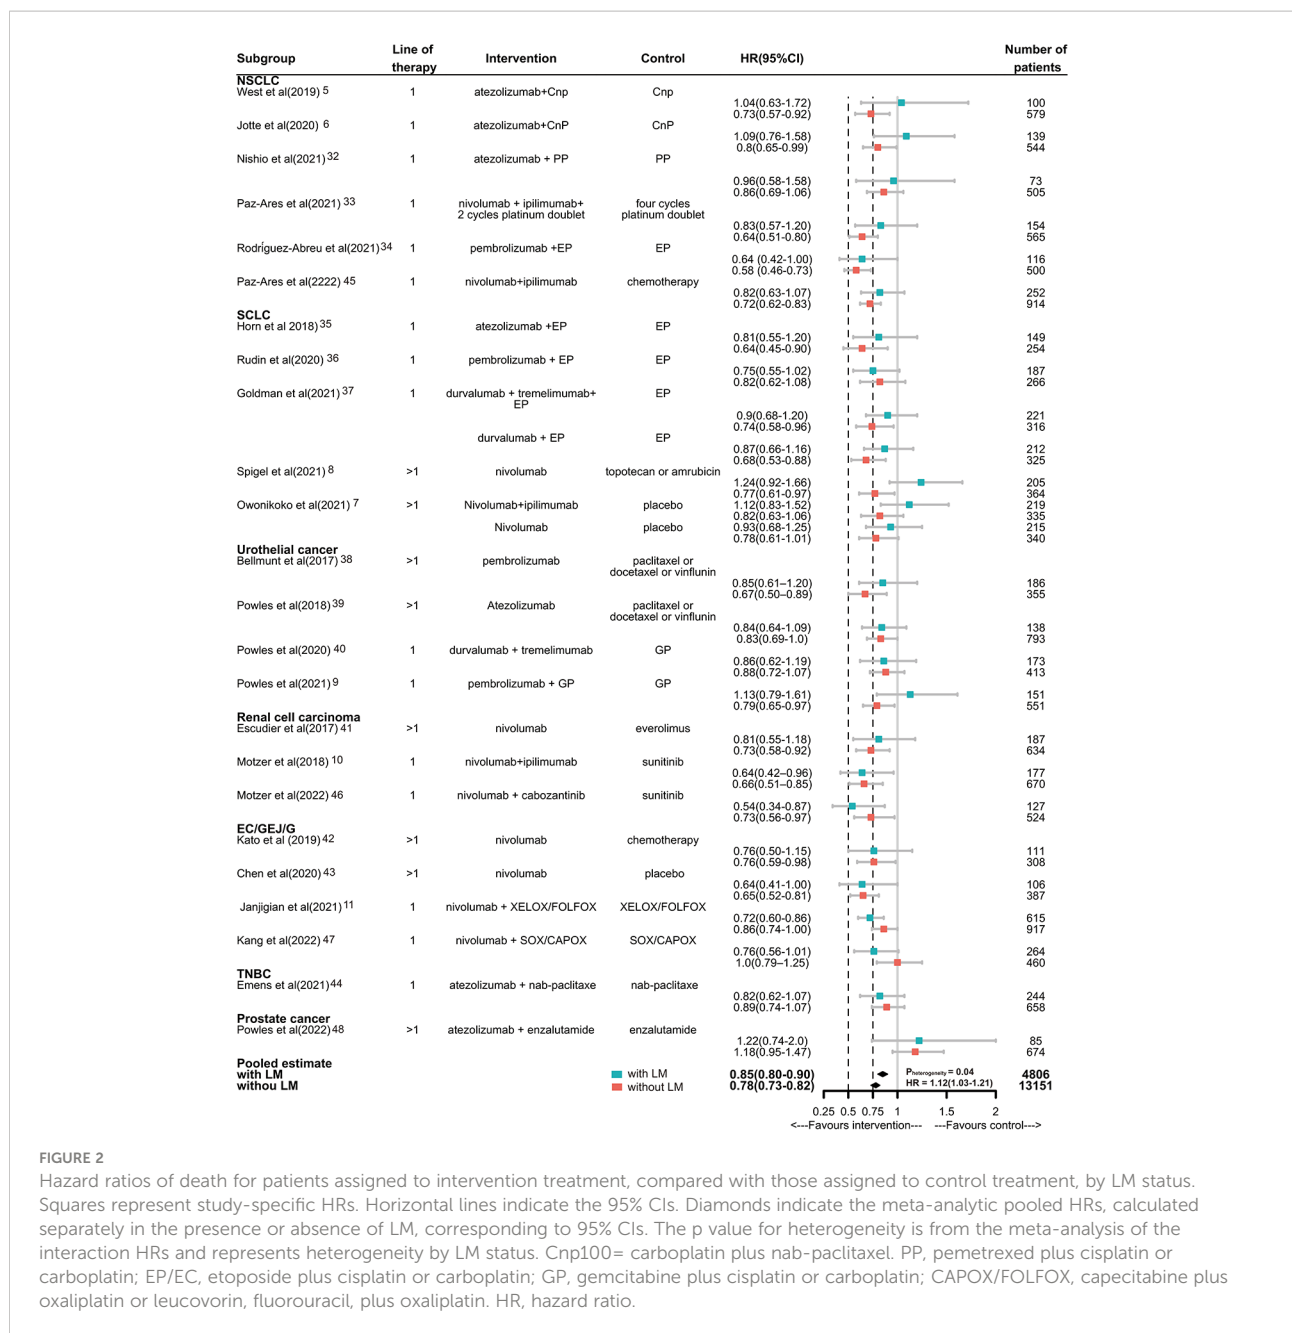 Subgroup Line of therapy Intervention Control HR(95%CI) Number of patients
NSCLC
West et al(2019) 5 1 atezolizumab+Cnp Cnp
1.04(0.63-1.72) 100
0.73(0.57-0.92) 579
Jotte et al(2020) 6 1 atezolizumab+CnP CnP
1.09(0.76-1.58) 139
0.8(0.65-0.99) 544
Nishio et al(2021) 32 1 atezolizumab + PP PP
0.96(0.58-1.58) 73
0.86(0.69-1.06) 505
Paz-Ares et al(2021) 33 1 nivolumab + ipilimumab+ four cycles
2 cycles platinum doublet platinum doublet
0.83(0.57-1.20) 154
0.64(0.51-0.80) 565
Rodríguez-Abreu et al(2021) 34 1 pembrolizumab +EP EP
0.64 (0.42-1.00) 116
0.58 (0.46-0.73) 500
Paz-Ares et al(2222) 45 1 nivolumab+ipilimumab chemotherapy
0.82(0.63-1.07) 252
0.72(0.62-0.83) 914
SCLC
Horn et al 2018) 35 1 atezolizumab +EP EP
0.81(0.55-1.20) 149
0.64(0.45-0.90) 254
Rudin et al(2020) 36 1 pembrolizumab + EP EP
0.75(0.55-1.02) 187
0.82(0.62-1.08) 266
Goldman et al(2021) 37 1 durvalumab + tremelimumab+ EP
EP
0.9(0.68-1.20) 221
0.74(0.58-0.96) 316
durvalumab + EP EP
0.87(0.66-1.16) 212
0.68(0.53-0.88) 325
Spigel et al(2021) 8 >1 nivolumab topotecan or amrubicin
1.24(0.92-1.66) 205
0.77(0.61-0.97) 364
Owonikoko et al(2021) 7 >1 Nivolumab+ipilimumab placebo
1.12(0.83-1.52) 219
0.82(0.63-1.06) 335
Nivolumab placebo
0.93(0.68-1.25) 215
0.78(0.61-1.01) 340
Urothelial cancer
Bellmunt et al(2017) 38 >1 pembrolizumab paclitaxel or
docetaxel or vinflunin
0.85(0.61–1.20) 186
0.67(0.50–0.89) 355
Powles et al(2018) 39 >1 Atezolizumab paclitaxel or
docetaxel or vinflunin
0.84(0.64-1.09) 138
0.83(0.69-1.0) 793
Powles et al(2020) 40 1 durvalumab + tremelimumab GP
0.86(0.62-1.19) 173
0.88(0.72-1.07) 413
Powles et al(2021) 9 1 pembrolizumab + GP GP
1.13(0.79-1.61) 151
0.79(0.65-0.97) 551
Renal cell carcinoma
Escudier et al(2017) 41 >1 nivolumab everolimus
0.81(0.55-1.18) 187
0.73(0.58-0.92) 634
Motzer et al(2018) 10 1 nivolumab+ipilimumab sunitinib
0.64(0.42–0.96) 177
0.66(0.51–0.85) 670
Motzer et al(2022) 46 1 nivolumab + cabozantinib sunitinib
0.54(0.34-0.87) 127
0.73(0.56-0.97) 524
EC/GEJ/G
Kato et al (2019) 42 >1 nivolumab chemotherapy
0.76(0.50-1.15) 111
0.76(0.59-0.98) 308
Chen et al(2020) 43 >1 nivolumab placebo
0.64(0.41-1.00) 106
0.65(0.52-0.81) 387
Janjigian et al(2021) 11 1 nivolumab + XELOX/FOLFOX XELOX/FOLFOX
0.72(0.60-0.86) 615
0.86(0.74-1.00) 917
Kang et al(2022) 47 1 nivolumab + SOX/CAPOX SOX/CAPOX
0.76(0.56-1.01) 264
1.0(0.79–1.25) 460
TNBC
Emens et al(2021) 44 1 atezolizumab + nab-paclitaxe nab-paclitaxe
0.82(0.62-1.07) 244
0.89(0.74-1.07) 658
Prostate cancer
Powles et al(2022) 48 >1 atezolizumab + enzalutamide enzalutamide
1.22(0.74-2.0) 85
1.18(0.95-1.47) 674
Pooled estimate
with LM with LM 0.85(0.80-0.90) Pheterogeneity = 0.04 4806
withou LM without LM 0.78(0.73-0.82) HR = 1.12(1.03-1.21) 13151
0.25 0.5 0.75 1 1.5 2
<---Favours intervention--- ---Favours control--->
FIGURE 2
Hazard ratios of death for patients assigned to intervention treatment, compared with those assigned to control treatment, by LM status.
Squares represent study-specific HRs. Horizontal lines indicate the 95% CIs. Diamonds indicate the meta-analytic pooled HRs, calculated
separately in the presence or absence of LM, corresponding to 95% CIs. The p value for heterogeneity is from the meta-analysis of the
interaction HRs and represents heterogeneity by LM status. Cnp100= carboplatin plus nab-paclitaxel. PP, pemetrexed plus cisplatin or
carboplatin; EP/EC, etoposide plus cisplatin or carboplatin; GP, gemcitabine plus cisplatin or carboplatin; CAPOX/FOLFOX, capecitabine plus
oxaliplatin or leucovorin, fluorouracil, plus oxaliplatin. HR, hazard ratio.